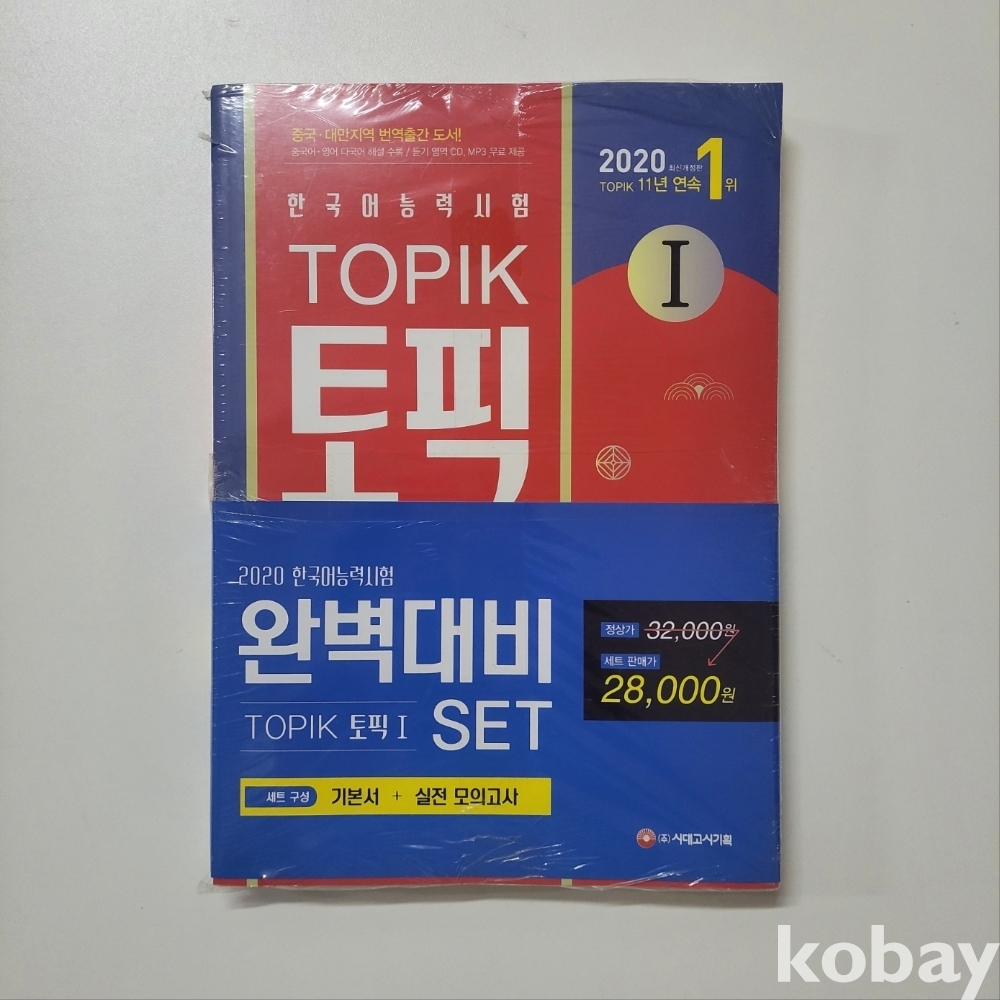 중국·대만지역 번역출간 도서!
중국어·영어 다국어 해설 수록 / 듣기 영역 CD, MP3 무료 제공
2020 최신개정판
TOPIK 11년 연속 1위
한국어능력시험
TOPIK
토픽
I
2020 한국어능력시험
완벽대비
TOPIK 토픽 I SET
정상가 32,000원
세트 판매가
28,000원
세트 구성 기본서 + 실전 모의고사
(주)시대고시기획
kobay